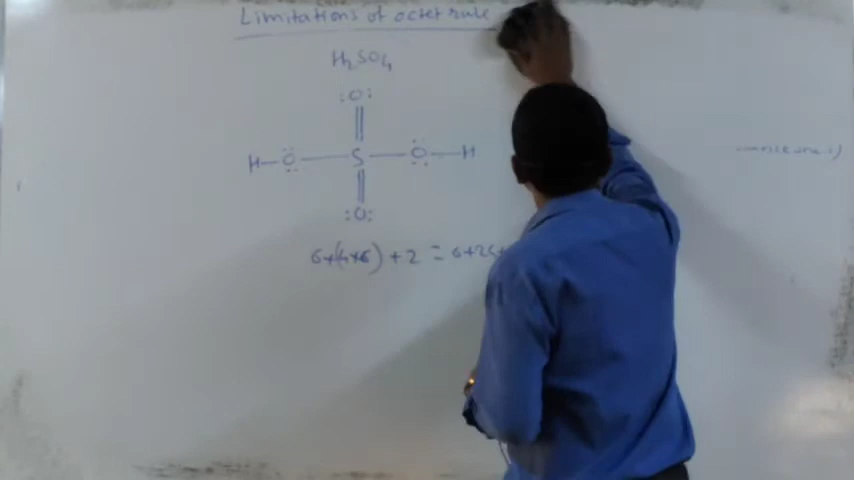 Limitations of octet rule
H₂SO₄
:O:
H—O—S—O—H
:O:
6+(4×6)+2 = 6+24+